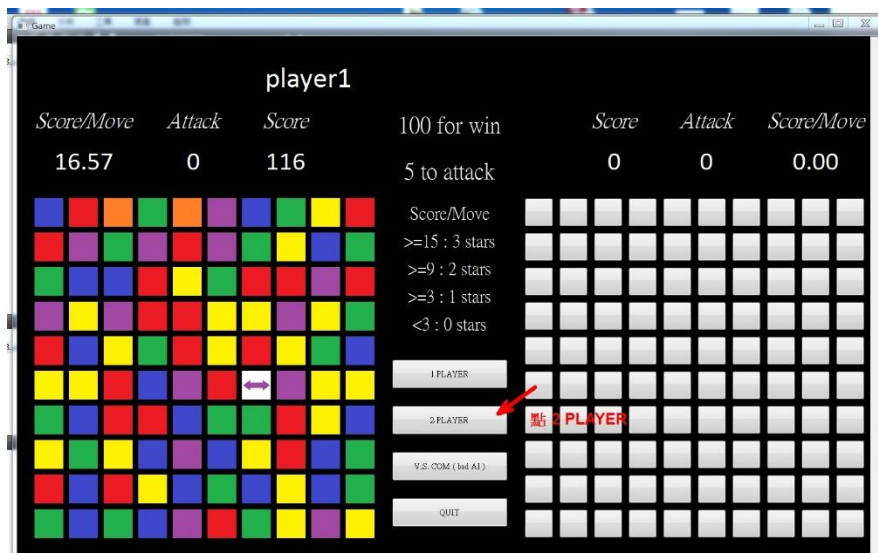 Game
player1
Score/Move Attack Score
16.57 0 116
100 for win
5 to attack
Score/Move
>=15 : 3 stars
>=9 : 2 stars
>=3 : 1 stars
<3 : 0 stars
1 PLAYER
2 PLAYER
V.S. COM ( bad AI )
QUIT
點 2 PLAYER
Score Attack Score/Move
0 0 0.00